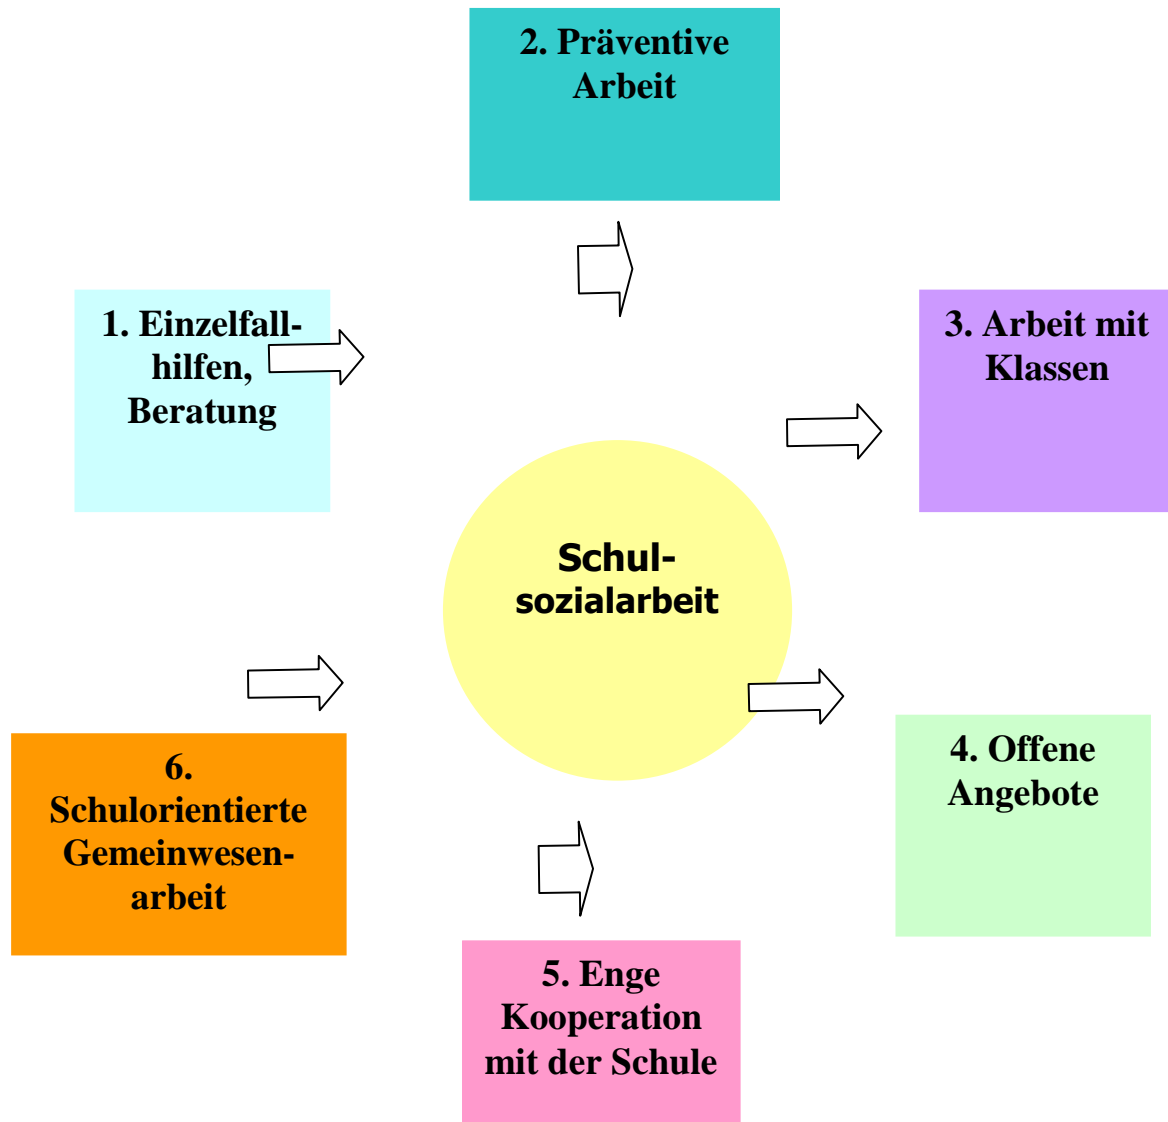 2. Präventive
Arbeit
1. Einzelfall-
hilfen,
Beratung
3. Arbeit mit
Klassen
Schul-
sozialarbeit
6.
Schulorientierte
Gemeinwesen-
arbeit
4. Offene
Angebote
5. Enge
Kooperation
mit der Schule